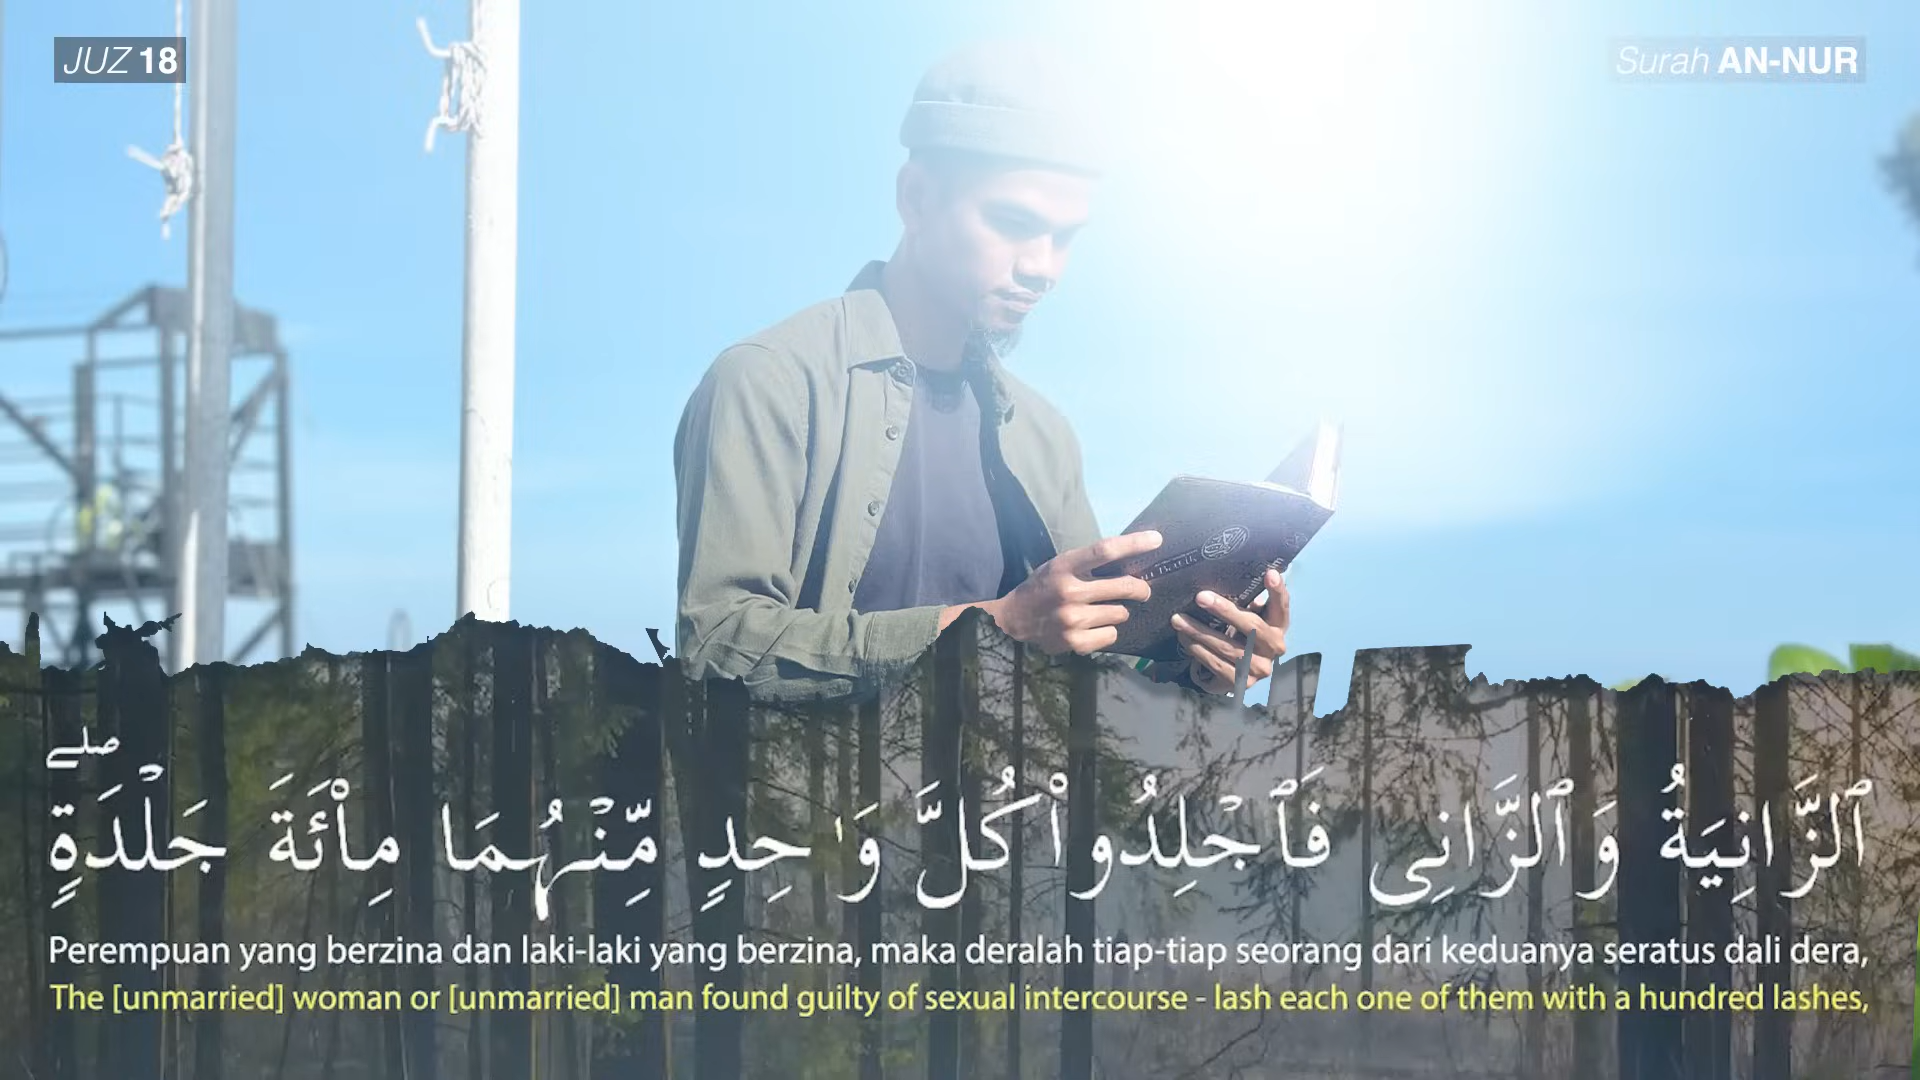 JUZ 18
Surah AN-NUR
ٱلزَّانِيَةُ وَٱلزَّانِى فَٱجْلِدُوا۟ كُلَّ وَٰحِدٍ مِّنْهُمَا مِا۟ئَةَ جَلْدَةٍ ۖ
Perempuan yang berzina dan laki-laki yang berzina, maka deralah tiap-tiap seorang dari keduanya seratus dali dera,
The [unmarried] woman or [unmarried] man found guilty of sexual intercourse - lash each one of them with a hundred lashes,